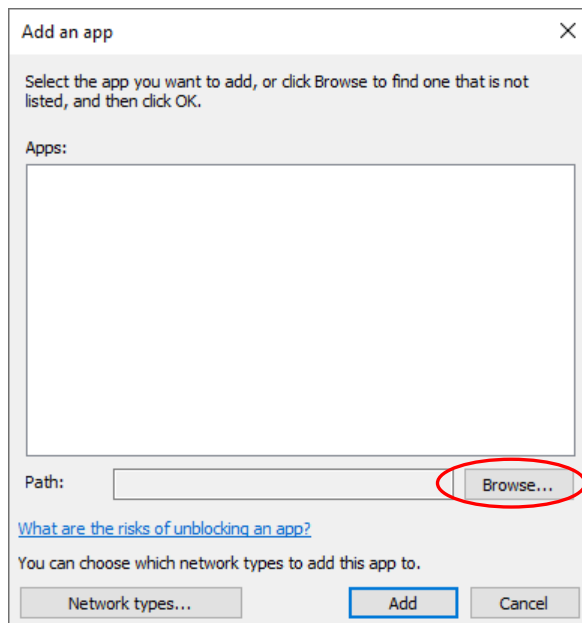 Add an app
Select the app you want to add, or click Browse to find one that is not
listed, and then click OK.
Apps:
Path:
Browse...
What are the risks of unblocking an app?
You can choose which network types to add this app to.
Network types...
Add
Cancel